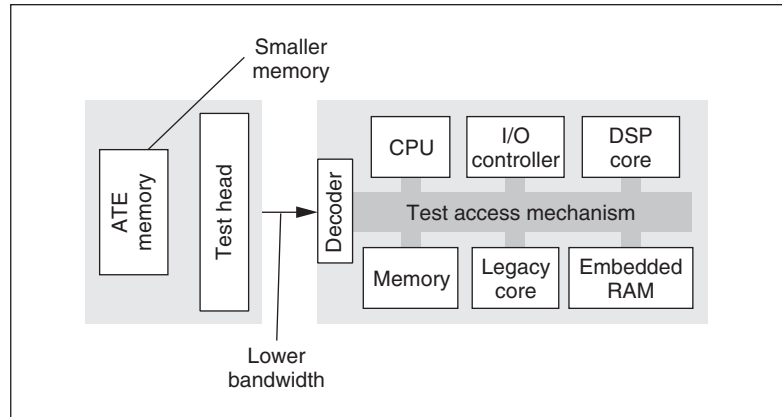 Smaller
memory
ATE
memory
Test head
Decoder
CPU
I/O
controller
DSP
core
Test access mechanism
Memory
Legacy
core
Embedded
RAM
Lower
bandwidth